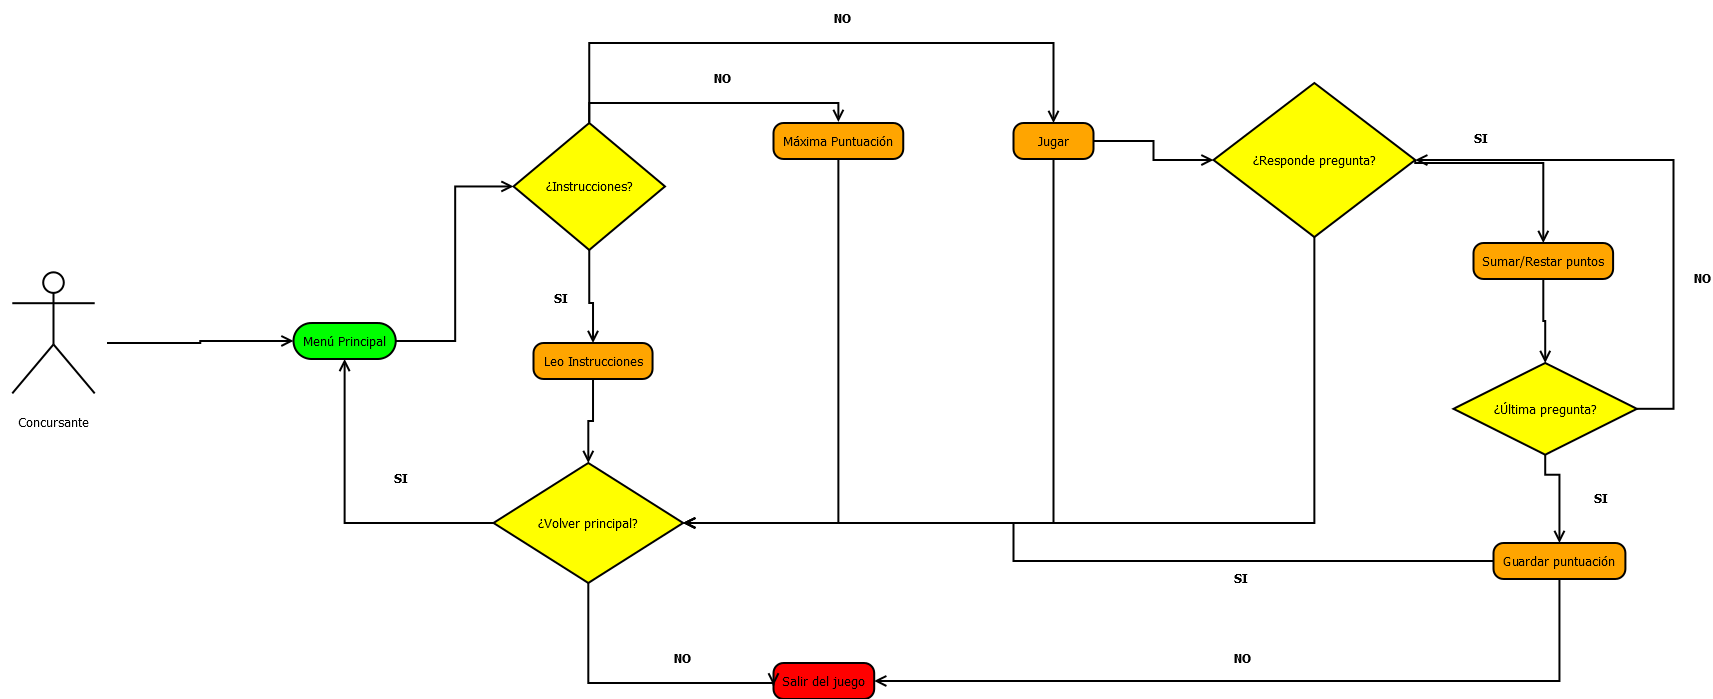 NO
NO
Máxima Puntuación
Jugar
SI
¿Responde pregunta?
¿Instrucciones?
Sumar/Restar puntos
NO
SI
Menú Principal
Leo Instrucciones
¿Última pregunta?
Concursante
SI
SI
¿Volver principal?
Guardar puntuación
SI
NO
NO
Salir del juego